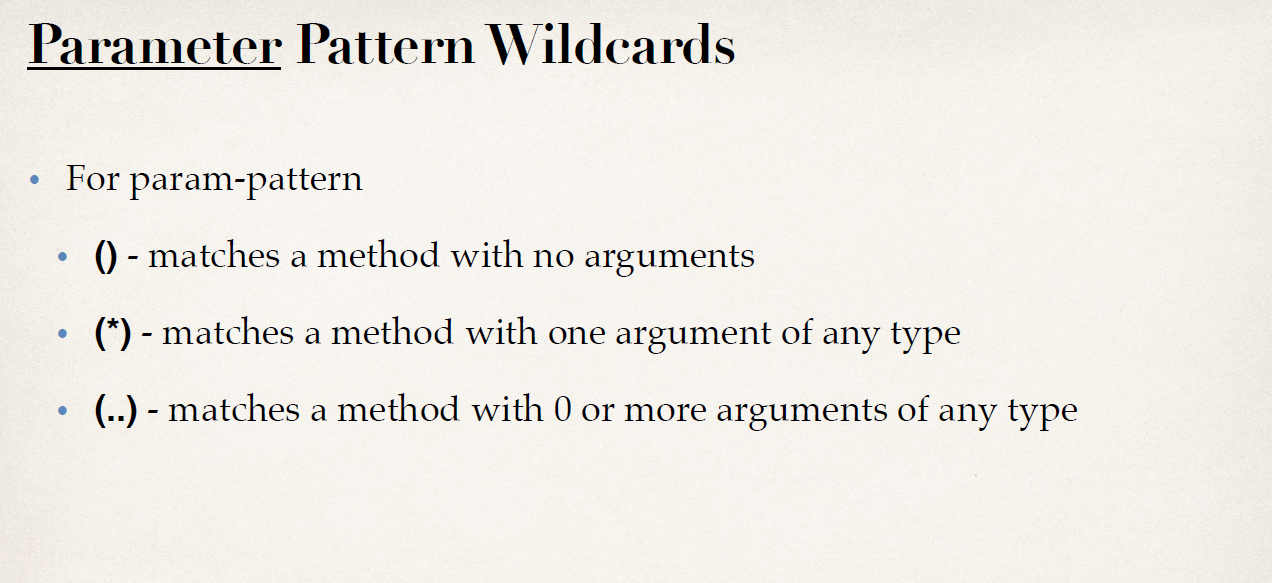 Parameter Pattern Wildcards
• For param-pattern
• () - matches a method with no arguments
• (*) - matches a method with one argument of any type
• (..) - matches a method with 0 or more arguments of any type